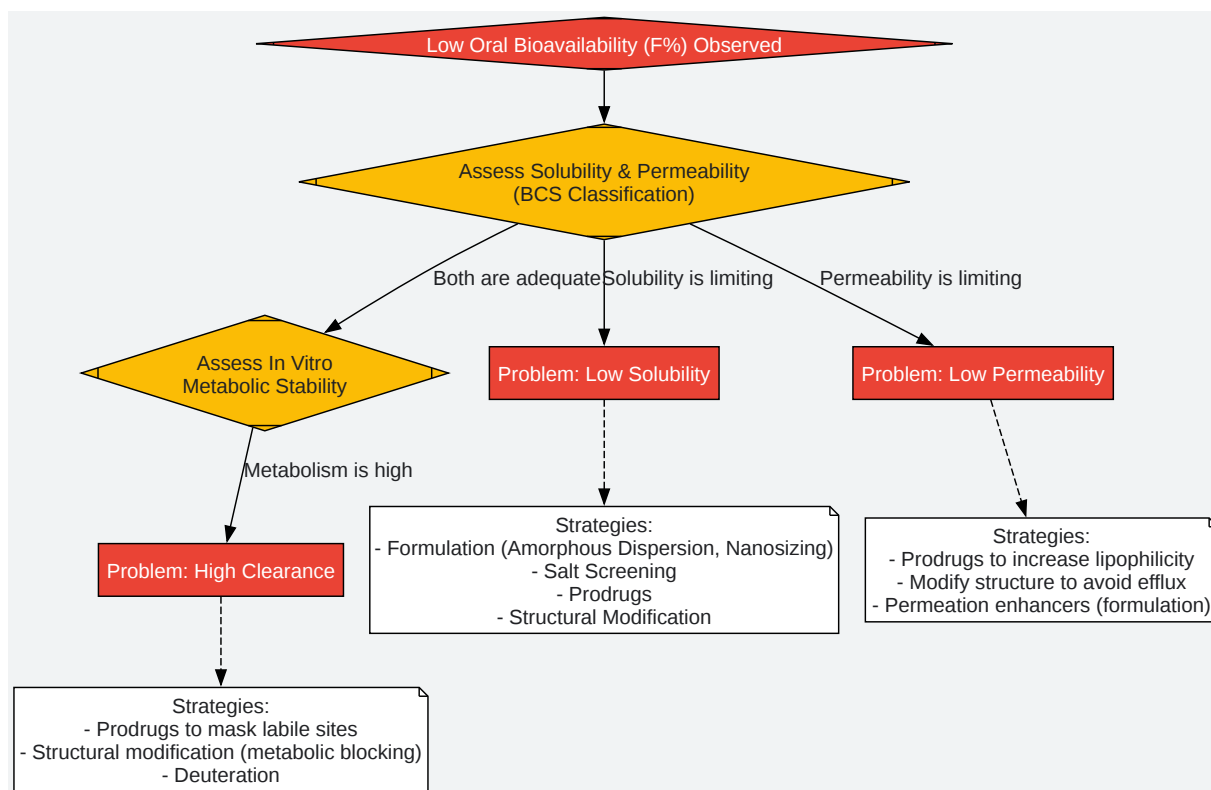 Low Oral Bioavailability (F%) Observed
Assess Solubility & Permeability
(BCS Classification)
Both are adequate
Solubility is limiting
Permeability is limiting
Assess In Vitro
Metabolic Stability
Problem: Low Solubility
Problem: Low Permeability
Metabolism is high
Strategies:
- Formulation (Amorphous Dispersion, Nanosizing)
- Salt Screening
- Prodrugs
- Structural Modification
Strategies:
- Prodrugs to increase lipophilicity
- Modify structure to avoid efflux
- Permeation enhancers (formulation)
Problem: High Clearance
Strategies:
- Prodrugs to mask labile sites
- Structural modification (metabolic blocking)
- Deuteration